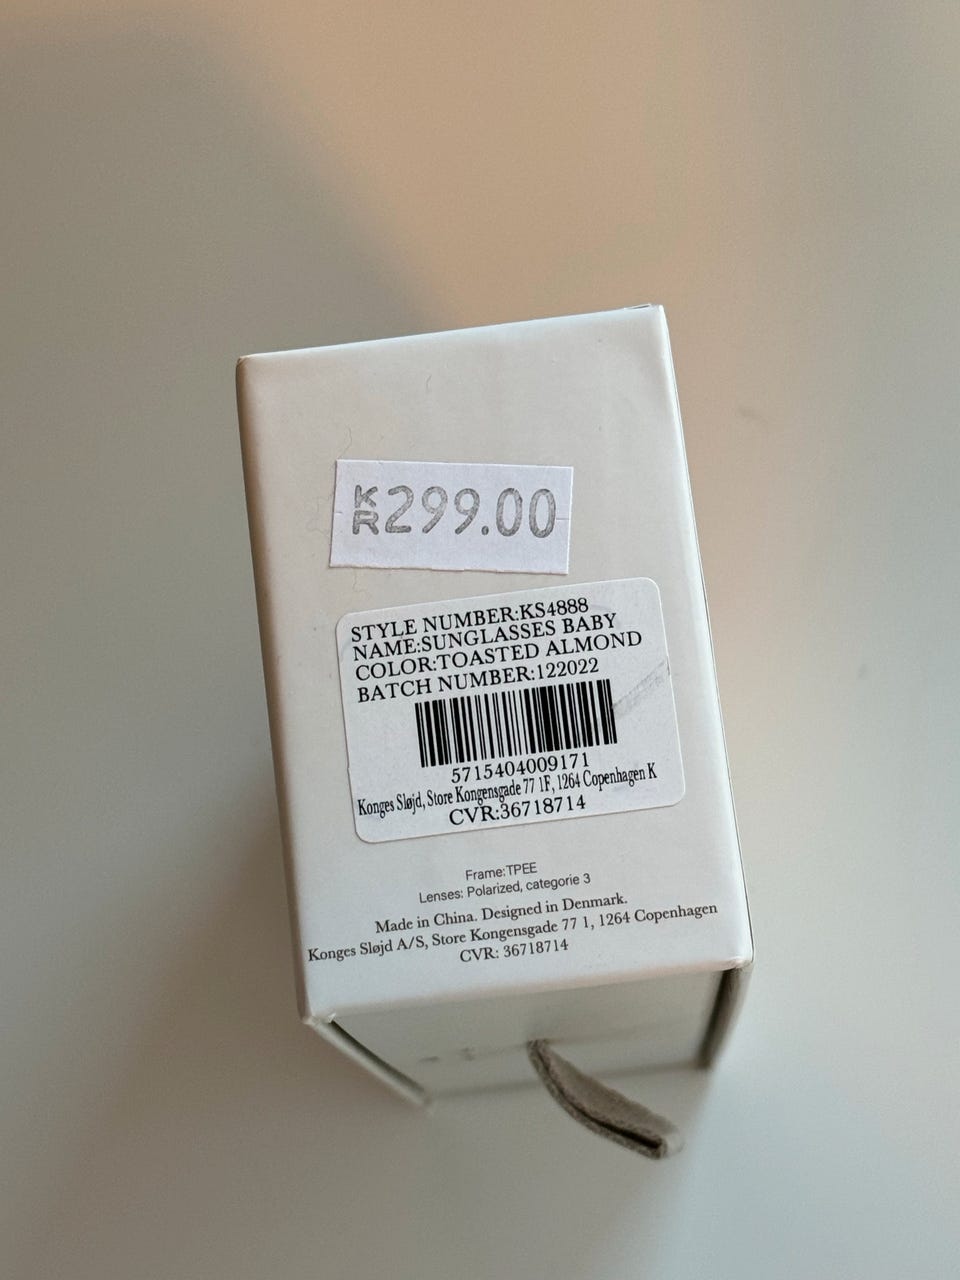 KR 299.00
STYLE NUMBER:KS4888
NAME:SUNGLASSES BABY
COLOR:TOASTED ALMOND
BATCH NUMBER:122022
5715404009171
Konges Sløjd, Store Kongensgade 77 1F, 1264 Copenhagen K
CVR:36718714
Frame:TPEE
Lenses: Polarized, categorie 3
Made in China. Designed in Denmark.
Konges Sløjd A/S, Store Kongensgade 77 1, 1264 Copenhagen
CVR: 36718714